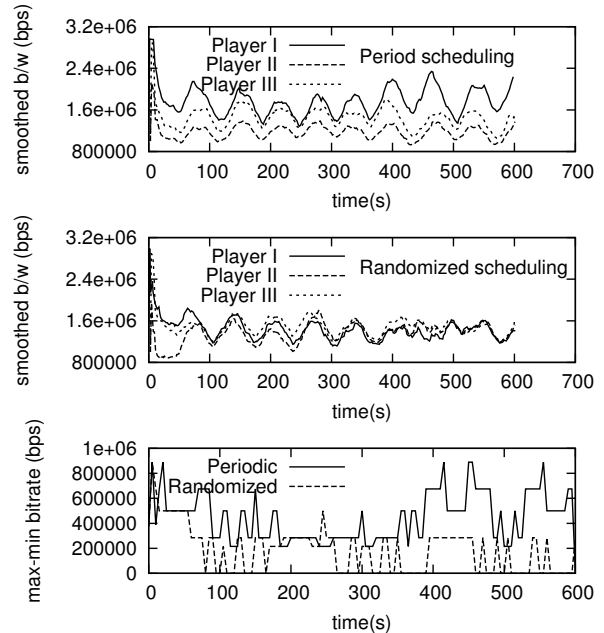 smoothed b/w (bps)
3.2e+06
2.4e+06
1.6e+06
800000
Player I
Player II
Player III
Period scheduling
0 100 200 300 400 500 600 700
time(s)
smoothed b/w (bps)
3.2e+06
2.4e+06
1.6e+06
800000
Player I
Player II
Player III
Randomized scheduling
0 100 200 300 400 500 600 700
time(s)
max-min bitrate (bps)
1e+06
800000
600000
400000
200000
0
Periodic
Randomized
0 100 200 300 400 500 600
time(s)